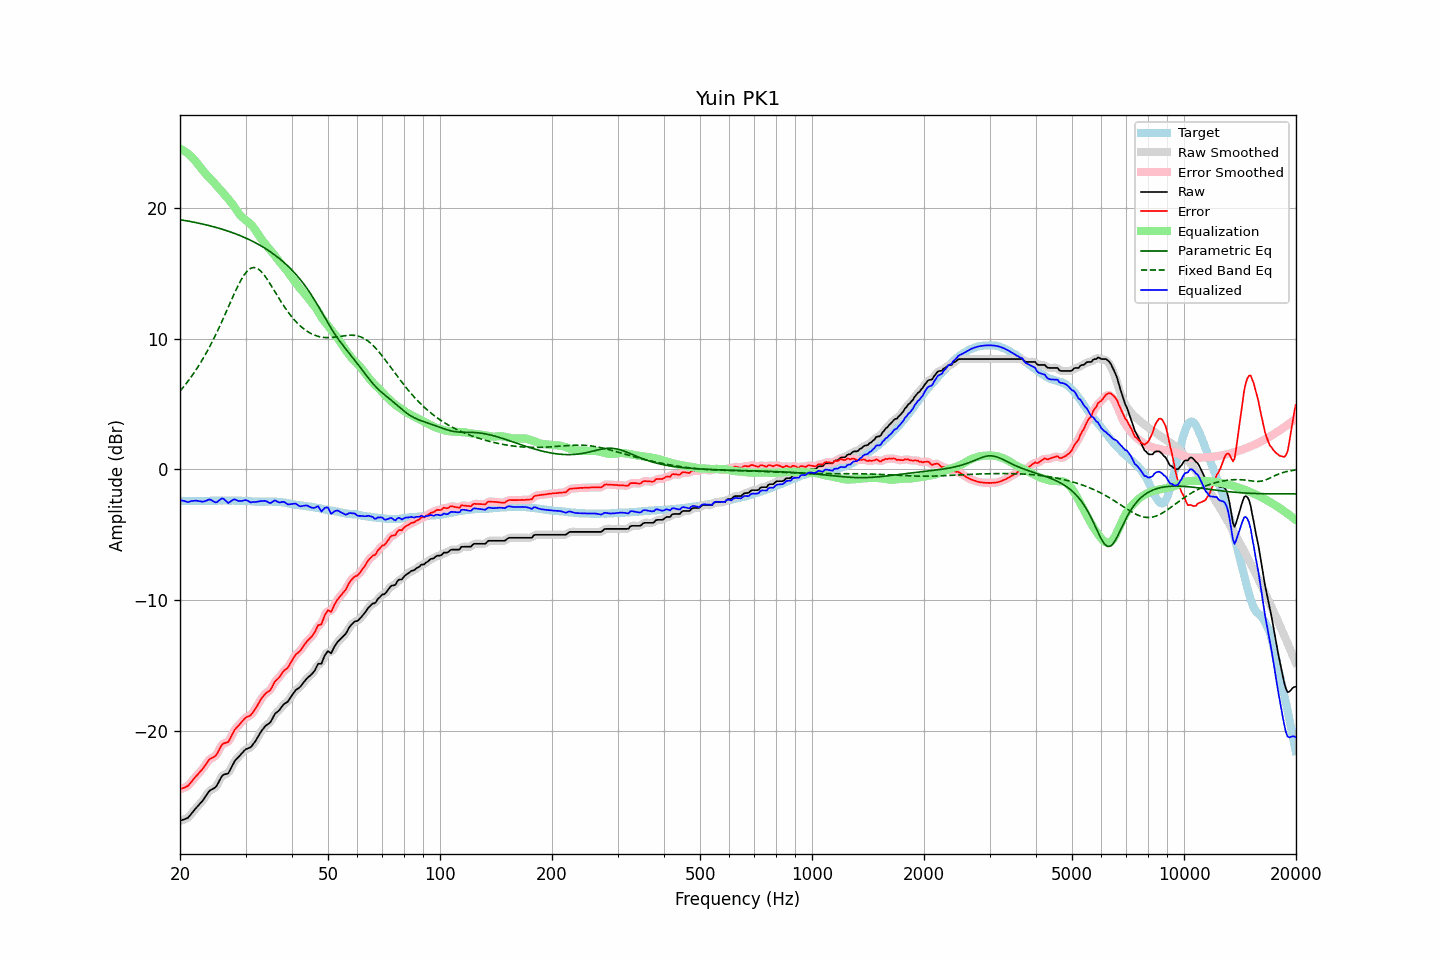 Yuin PK1
Amplitude (dBr)
20
10
0
−10
−20
Target
Raw Smoothed
Error Smoothed
Raw
Error
Equalization
Parametric Eq
Fixed Band Eq
Equalized
20 50 100 200 500 1000 2000 5000 10000 20000
Frequency (Hz)